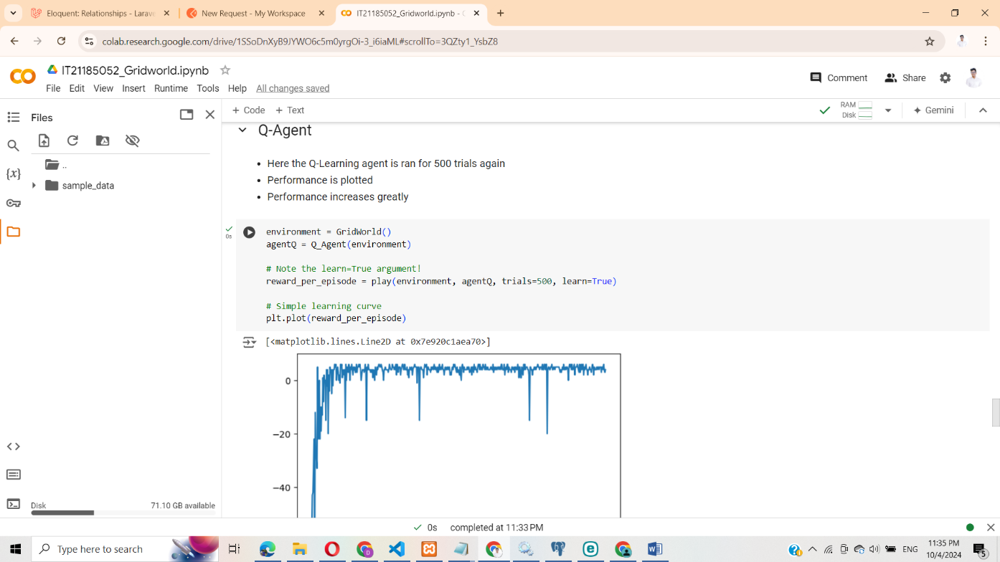 Eloquent: Relationships - Larave
New Request - My Workspace
IT21185052_Gridworld.ipynb - C
colab.research.google.com/drive/1SSoDnXyB9JYWO6c5m0yrgOi-3_i6iaML#scrollTo=3QZty1_YsbZ8
IT21185052_Gridworld.ipynb
File Edit View Insert Runtime Tools Help All changes saved
Comment
Share
Files
+ Code + Text
RAM
Disk
Gemini
..
sample_data
{x}
Q-Agent
Here the Q-Learning agent is ran for 500 trials again
Performance is plotted
Performance increases greatly
0s
environment = GridWorld()
agentQ = Q_Agent(environment)
# Note the learn=True argument!
reward_per_episode = play(environment, agentQ, trials=500, learn=True)
# Simple learning curve
plt.plot(reward_per_episode)
[<matplotlib.lines.Line2D at 0x7e920c1aea70>]
0
−20
−40
Disk 71.10 GB available
0s completed at 11:33 PM
Type here to search
ENG
11:35 PM
10/4/2024
5